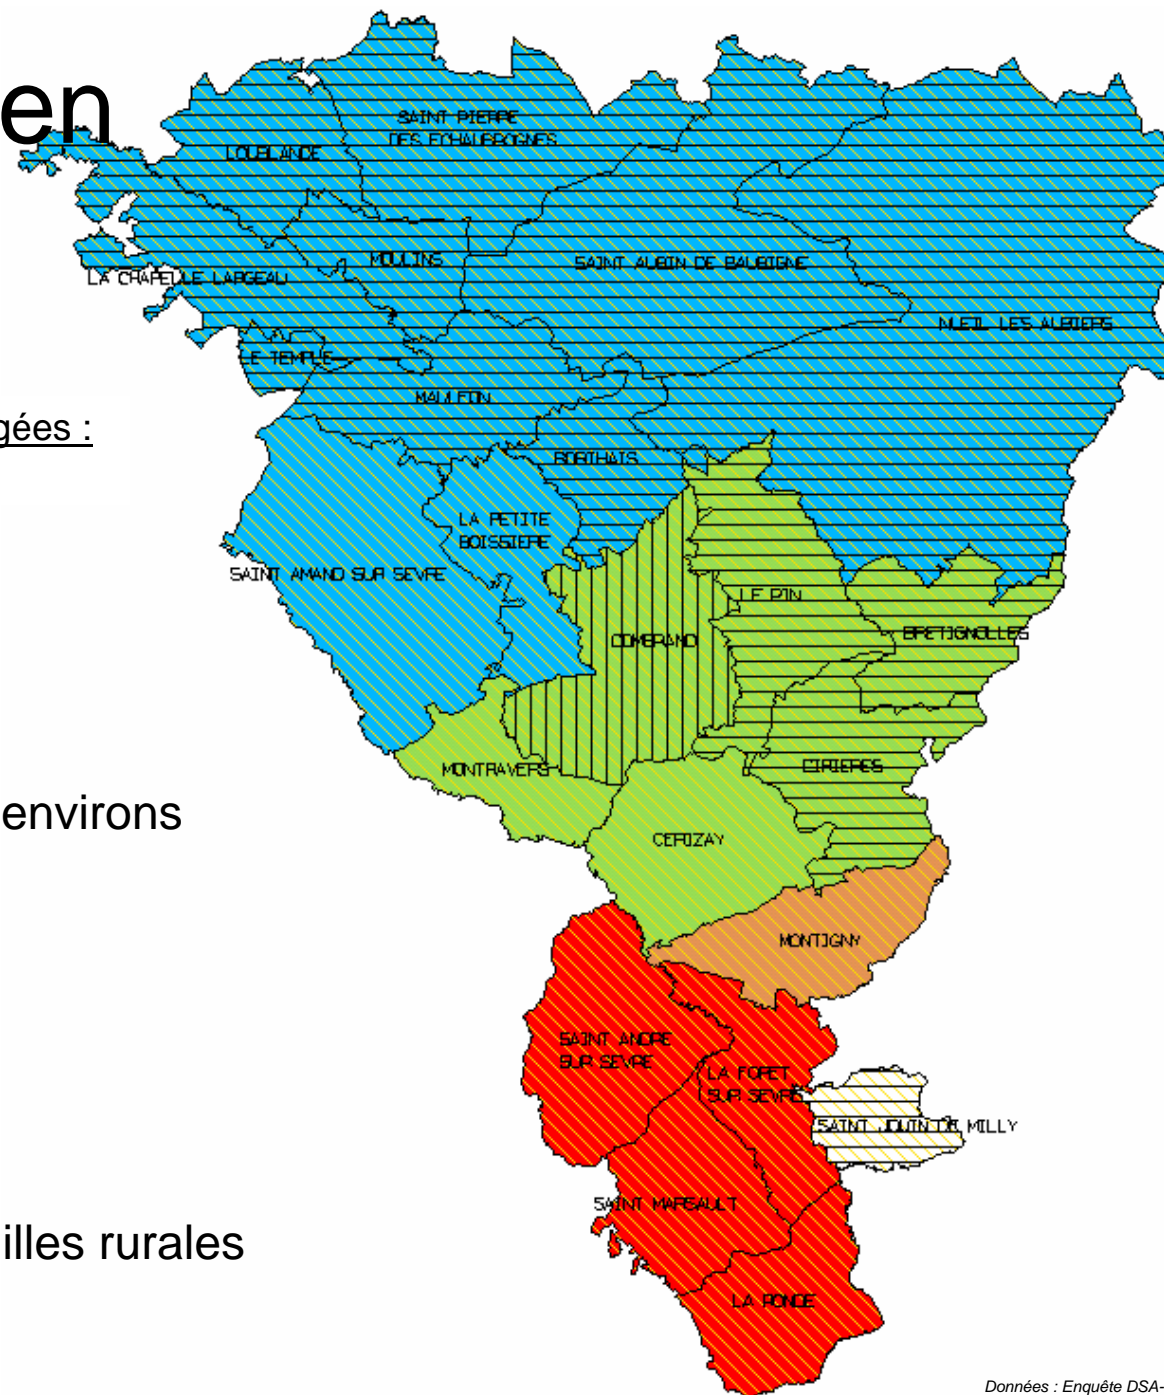 en
SAINT PIERRE
DES ECHAUBROGNES
LOUBLANDE
MOULINS
SAINT AUBIN DE BAUBIGNE
LA CHAPELLE LARGEAU
NUEIL LES AUBIERS
LE TEMPLE
MAULEON
gées :
RORTHAIS
LA PETITE
BOISSIERE
SAINT AMAND SUR SEVRE
LE PIN
COMBRAND
BRETIGNOLLES
MONTRAVERS
CIRIERES
environs
CERIZAY
MONTIGNY
SAINT ANDRE
SUR SEVRE
LA FORET
SUR SEVRE
SAINT JOUIN DE MILLY
SAINT MARSAULT
illes rurales
LA RONDE
Données : Enquête DSA-